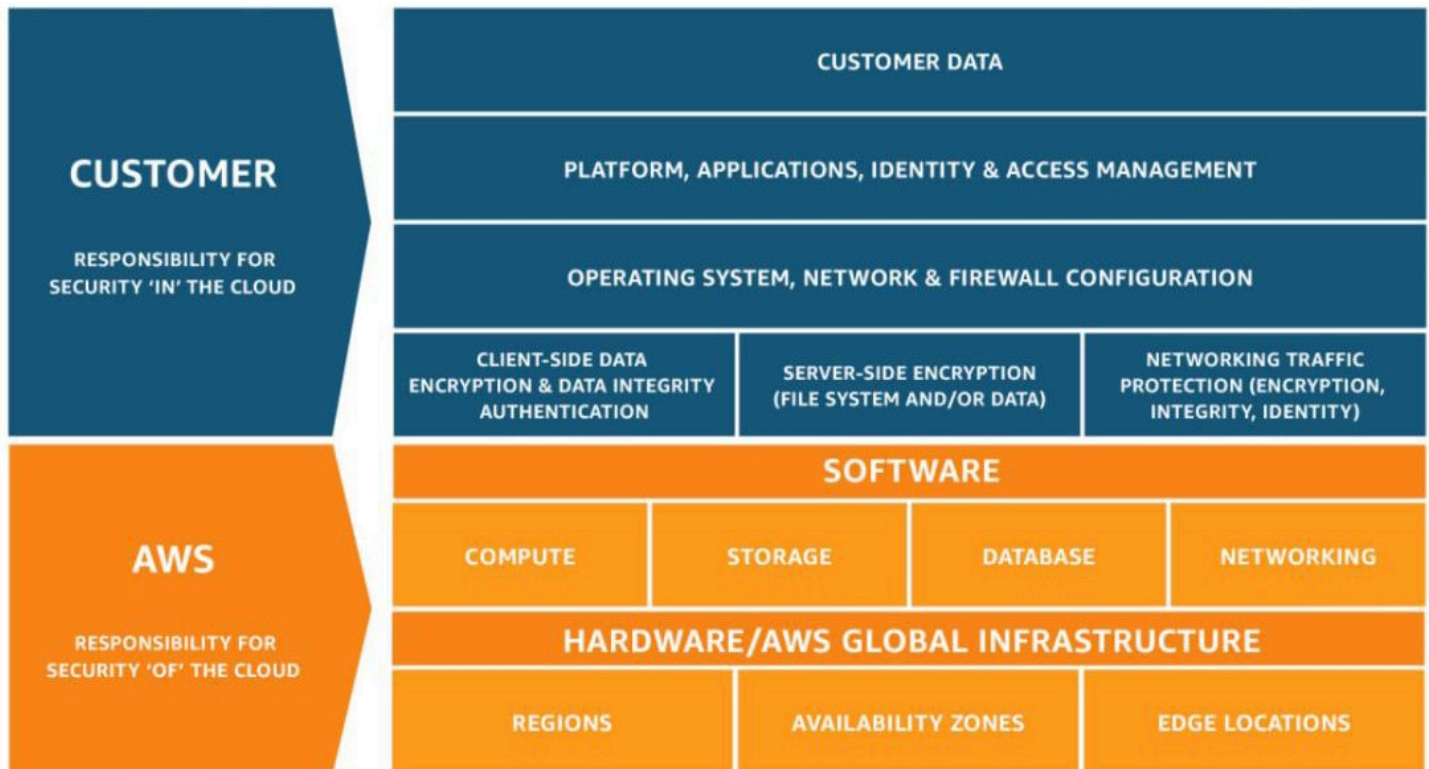 CUSTOMER
RESPONSIBILITY FOR
SECURITY ‘IN’ THE CLOUD
CUSTOMER DATA
PLATFORM, APPLICATIONS, IDENTITY & ACCESS MANAGEMENT
OPERATING SYSTEM, NETWORK & FIREWALL CONFIGURATION
CLIENT-SIDE DATA
ENCRYPTION & DATA INTEGRITY
AUTHENTICATION
SERVER-SIDE ENCRYPTION
(FILE SYSTEM AND/OR DATA)
NETWORKING TRAFFIC
PROTECTION (ENCRYPTION,
INTEGRITY, IDENTITY)
AWS
RESPONSIBILITY FOR
SECURITY ‘OF’ THE CLOUD
SOFTWARE
COMPUTE
STORAGE
DATABASE
NETWORKING
HARDWARE/AWS GLOBAL INFRASTRUCTURE
REGIONS
AVAILABILITY ZONES
EDGE LOCATIONS